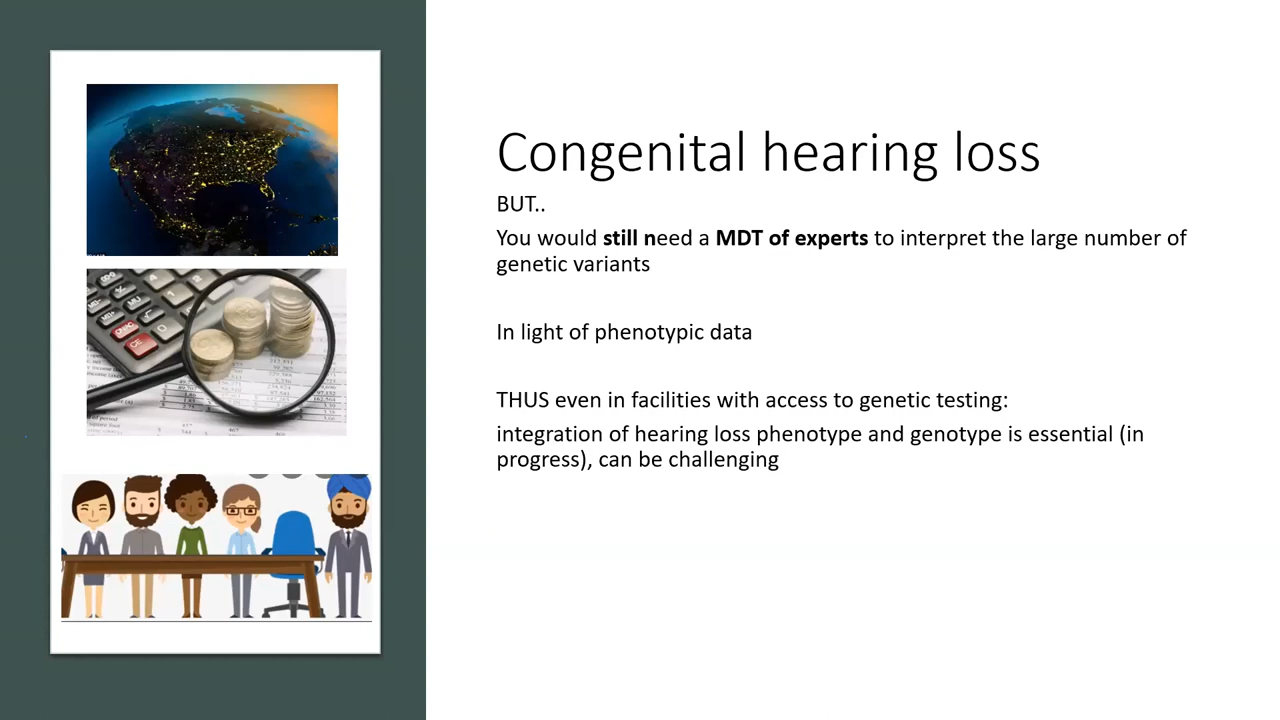 Congenital hearing loss
BUT..
You would still need a MDT of experts to interpret the large number of
genetic variants
In light of phenotypic data
THUS even in facilities with access to genetic testing:
integration of hearing loss phenotype and genotype is essential (in
progress), can be challenging